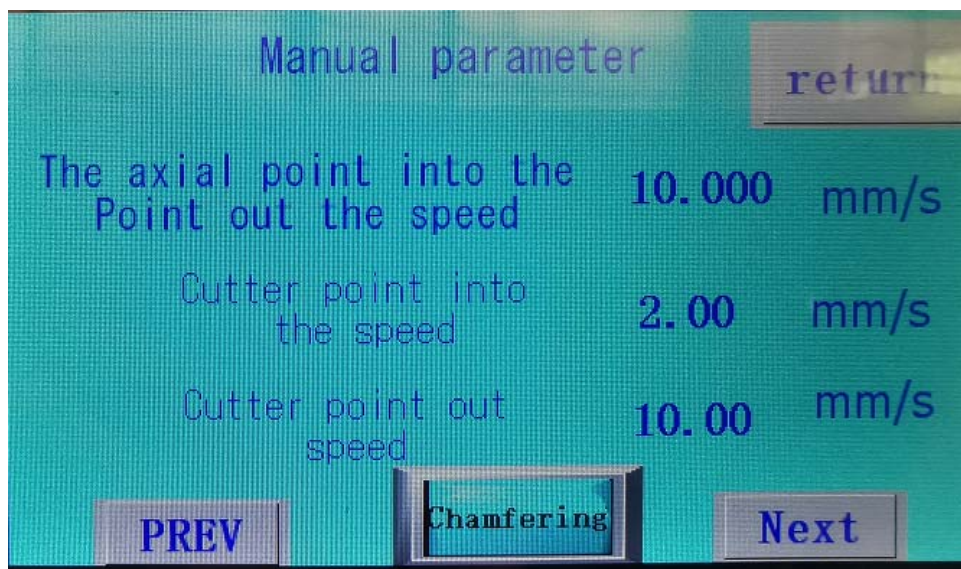 Manual parameter
return
The axial point into the
Point out the speed
10.000 mm/s
Cutter point into
the speed
2.00 mm/s
Cutter point out
speed
10.00 mm/s
PREV
Chamfering
Next